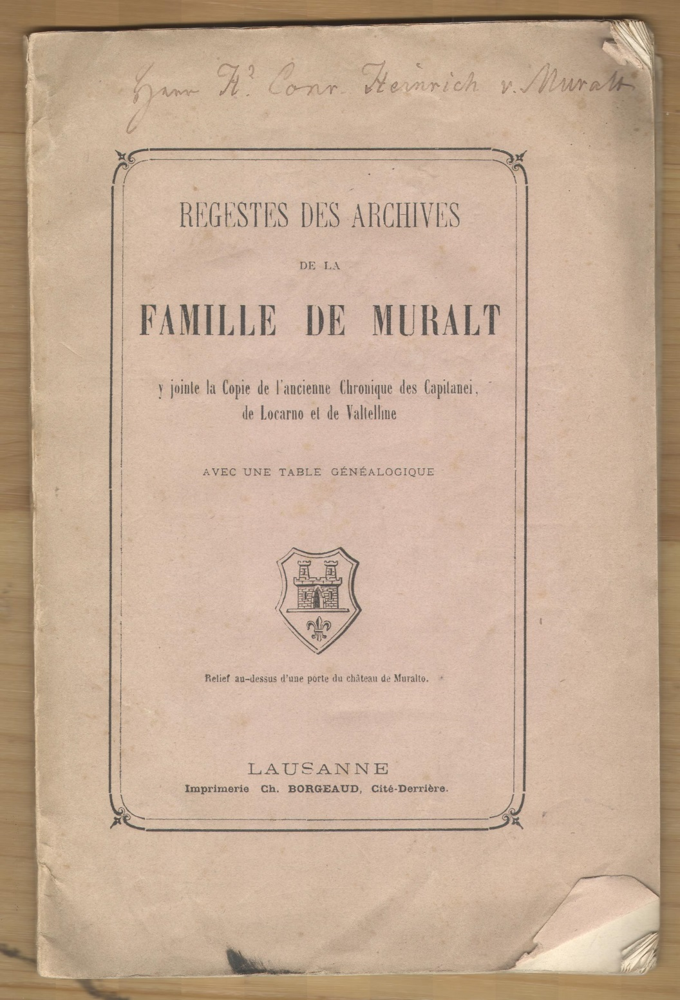 Herr Conr. Heinrich v. Muralt
REGESTES DES ARCHIVES
DE LA
FAMILLE DE MURALT
y jointe la Copie de l'ancienne Chronique des Capitanei,
de Locarno et de Valtelline
AVEC UNE TABLE GÉNÉALOGIQUE
Relief au-dessus d'une porte du château de Muralto.
LAUSANNE
Imprimerie Ch. BORGEAUD, Cité-Derrière.